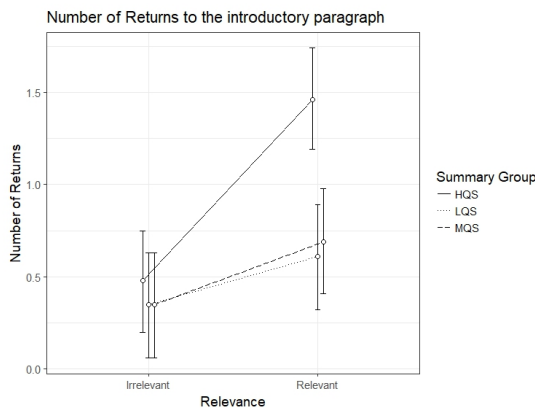 Number of Returns to the introductory paragraph
Number of Returns
1.5
1.0
0.5
0.0
Irrelevant
Relevant
Relevance
Summary Group
HQS
LQS
MQS